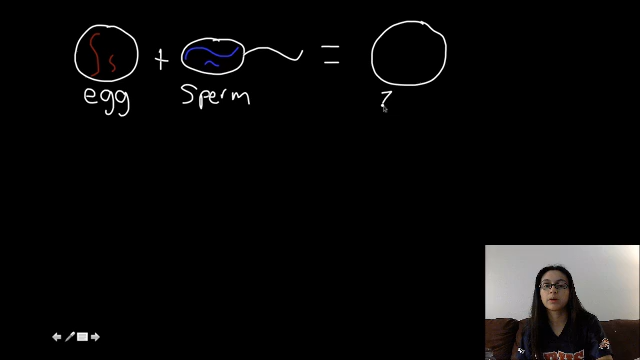 + =
egg sperm Z